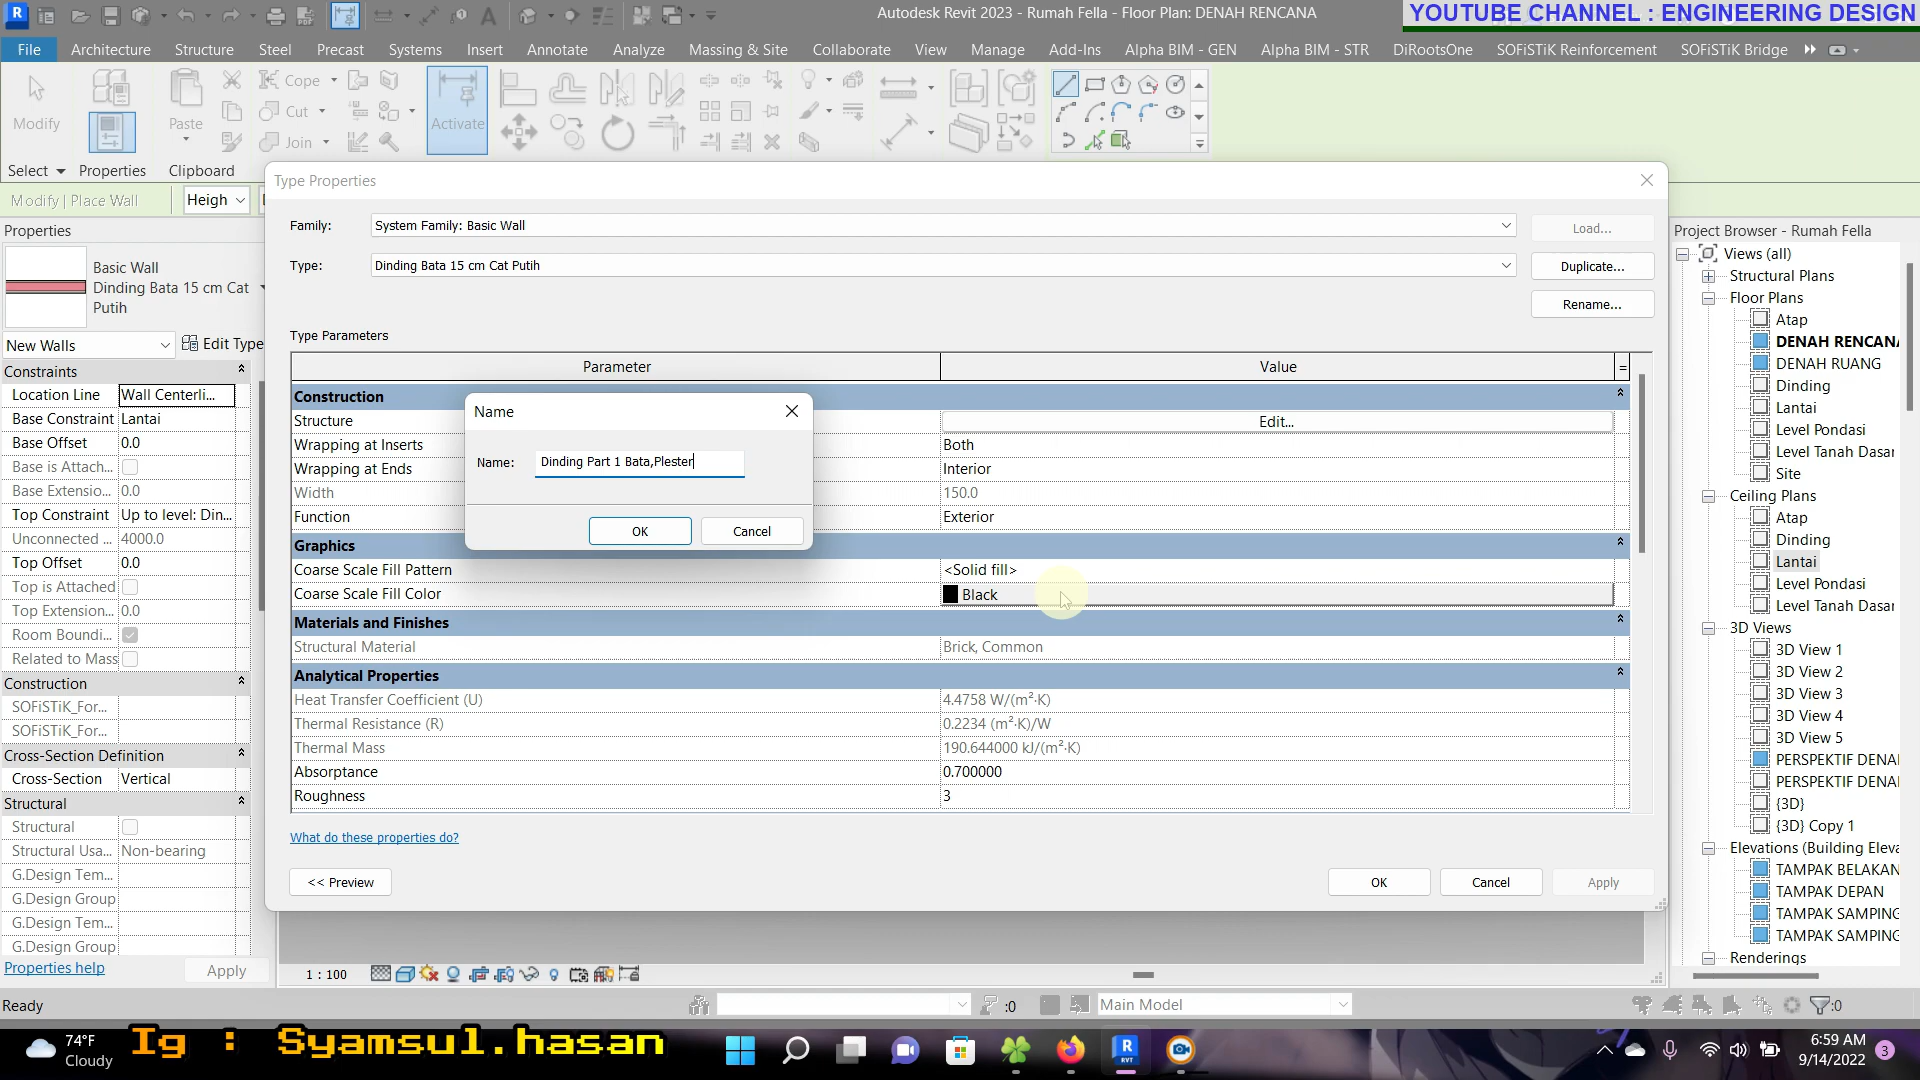 Autodesk Revit 2023 - Rumah Fella - Floor Plan: DENAH RENCANA
YOUTUBE CHANNEL : ENGINEERING DESIGN
File Architecture Structure Steel Precast Systems Insert Annotate Analyze Massing & Site Collaborate View Manage Add-Ins Alpha BIM - GEN Alpha BIM - STR DiRootsOne SOFiSTiK Reinforcement SOFiSTiK Bridge
Modify
Paste
Cope
Cut
Join
Activate
Select Properties Clipboard
Modify | Place Wall Heigh
Properties
Basic Wall
Dinding Bata 15 cm Cat
Putih
New Walls Edit Type
Constraints
Location Line Wall Centerli...
Base Constraint Lantai
Base Offset 0.0
Base is Attach...
Base Extensio... 0.0
Top Constraint Up to level: Din...
Unconnected ... 4000.0
Top Offset 0.0
Top is Attached
Top Extension... 0.0
Room Boundi...
Related to Mass
Construction
SOFiSTiK_For...
SOFiSTiK_For...
Cross-Section Definition
Cross-Section Vertical
Structural
Structural
Structural Usa... Non-bearing
G.Design Tem...
G.Design Group
G.Design Tem...
G.Design Group
Properties help Apply
Type Properties
Family: System Family: Basic Wall Load...
Type: Dinding Bata 15 cm Cat Putih Duplicate...
Rename...
Type Parameters
Parameter Value =
Construction
Structure Edit...
Wrapping at Inserts Both
Wrapping at Ends Interior
Width 150.0
Function Exterior
Graphics
Coarse Scale Fill Pattern <Solid fill>
Coarse Scale Fill Color Black
Materials and Finishes
Structural Material Brick, Common
Analytical Properties
Heat Transfer Coefficient (U) 4.4758 W/(m²·K)
Thermal Resistance (R) 0.2234 (m²·K)/W
Thermal Mass 190.644000 kJ/(m²·K)
Absorptance 0.700000
Roughness 3
What do these properties do?
<< Preview OK Cancel Apply
Name
Name: Dinding Part 1 Bata,Plester
OK Cancel
Project Browser - Rumah Fella
Views (all)
Structural Plans
Floor Plans
Atap
DENAH RENCANA
DENAH RUANG
Dinding
Lantai
Level Pondasi
Level Tanah Dasar
Site
Ceiling Plans
Atap
Dinding
Lantai
Level Pondasi
Level Tanah Dasar
3D Views
3D View 1
3D View 2
3D View 3
3D View 4
3D View 5
PERSPEKTIF DENA
PERSPEKTIF DENA
{3D}
{3D} Copy 1
Elevations (Building Eleva
TAMPAK BELAKAN
TAMPAK DEPAN
TAMPAK SAMPING
TAMPAK SAMPING
Renderings
1 : 100
Ready :0 Main Model :0
74°F
Cloudy
Ig : Syamsul.hasan
6:59 AM
9/14/2022
3